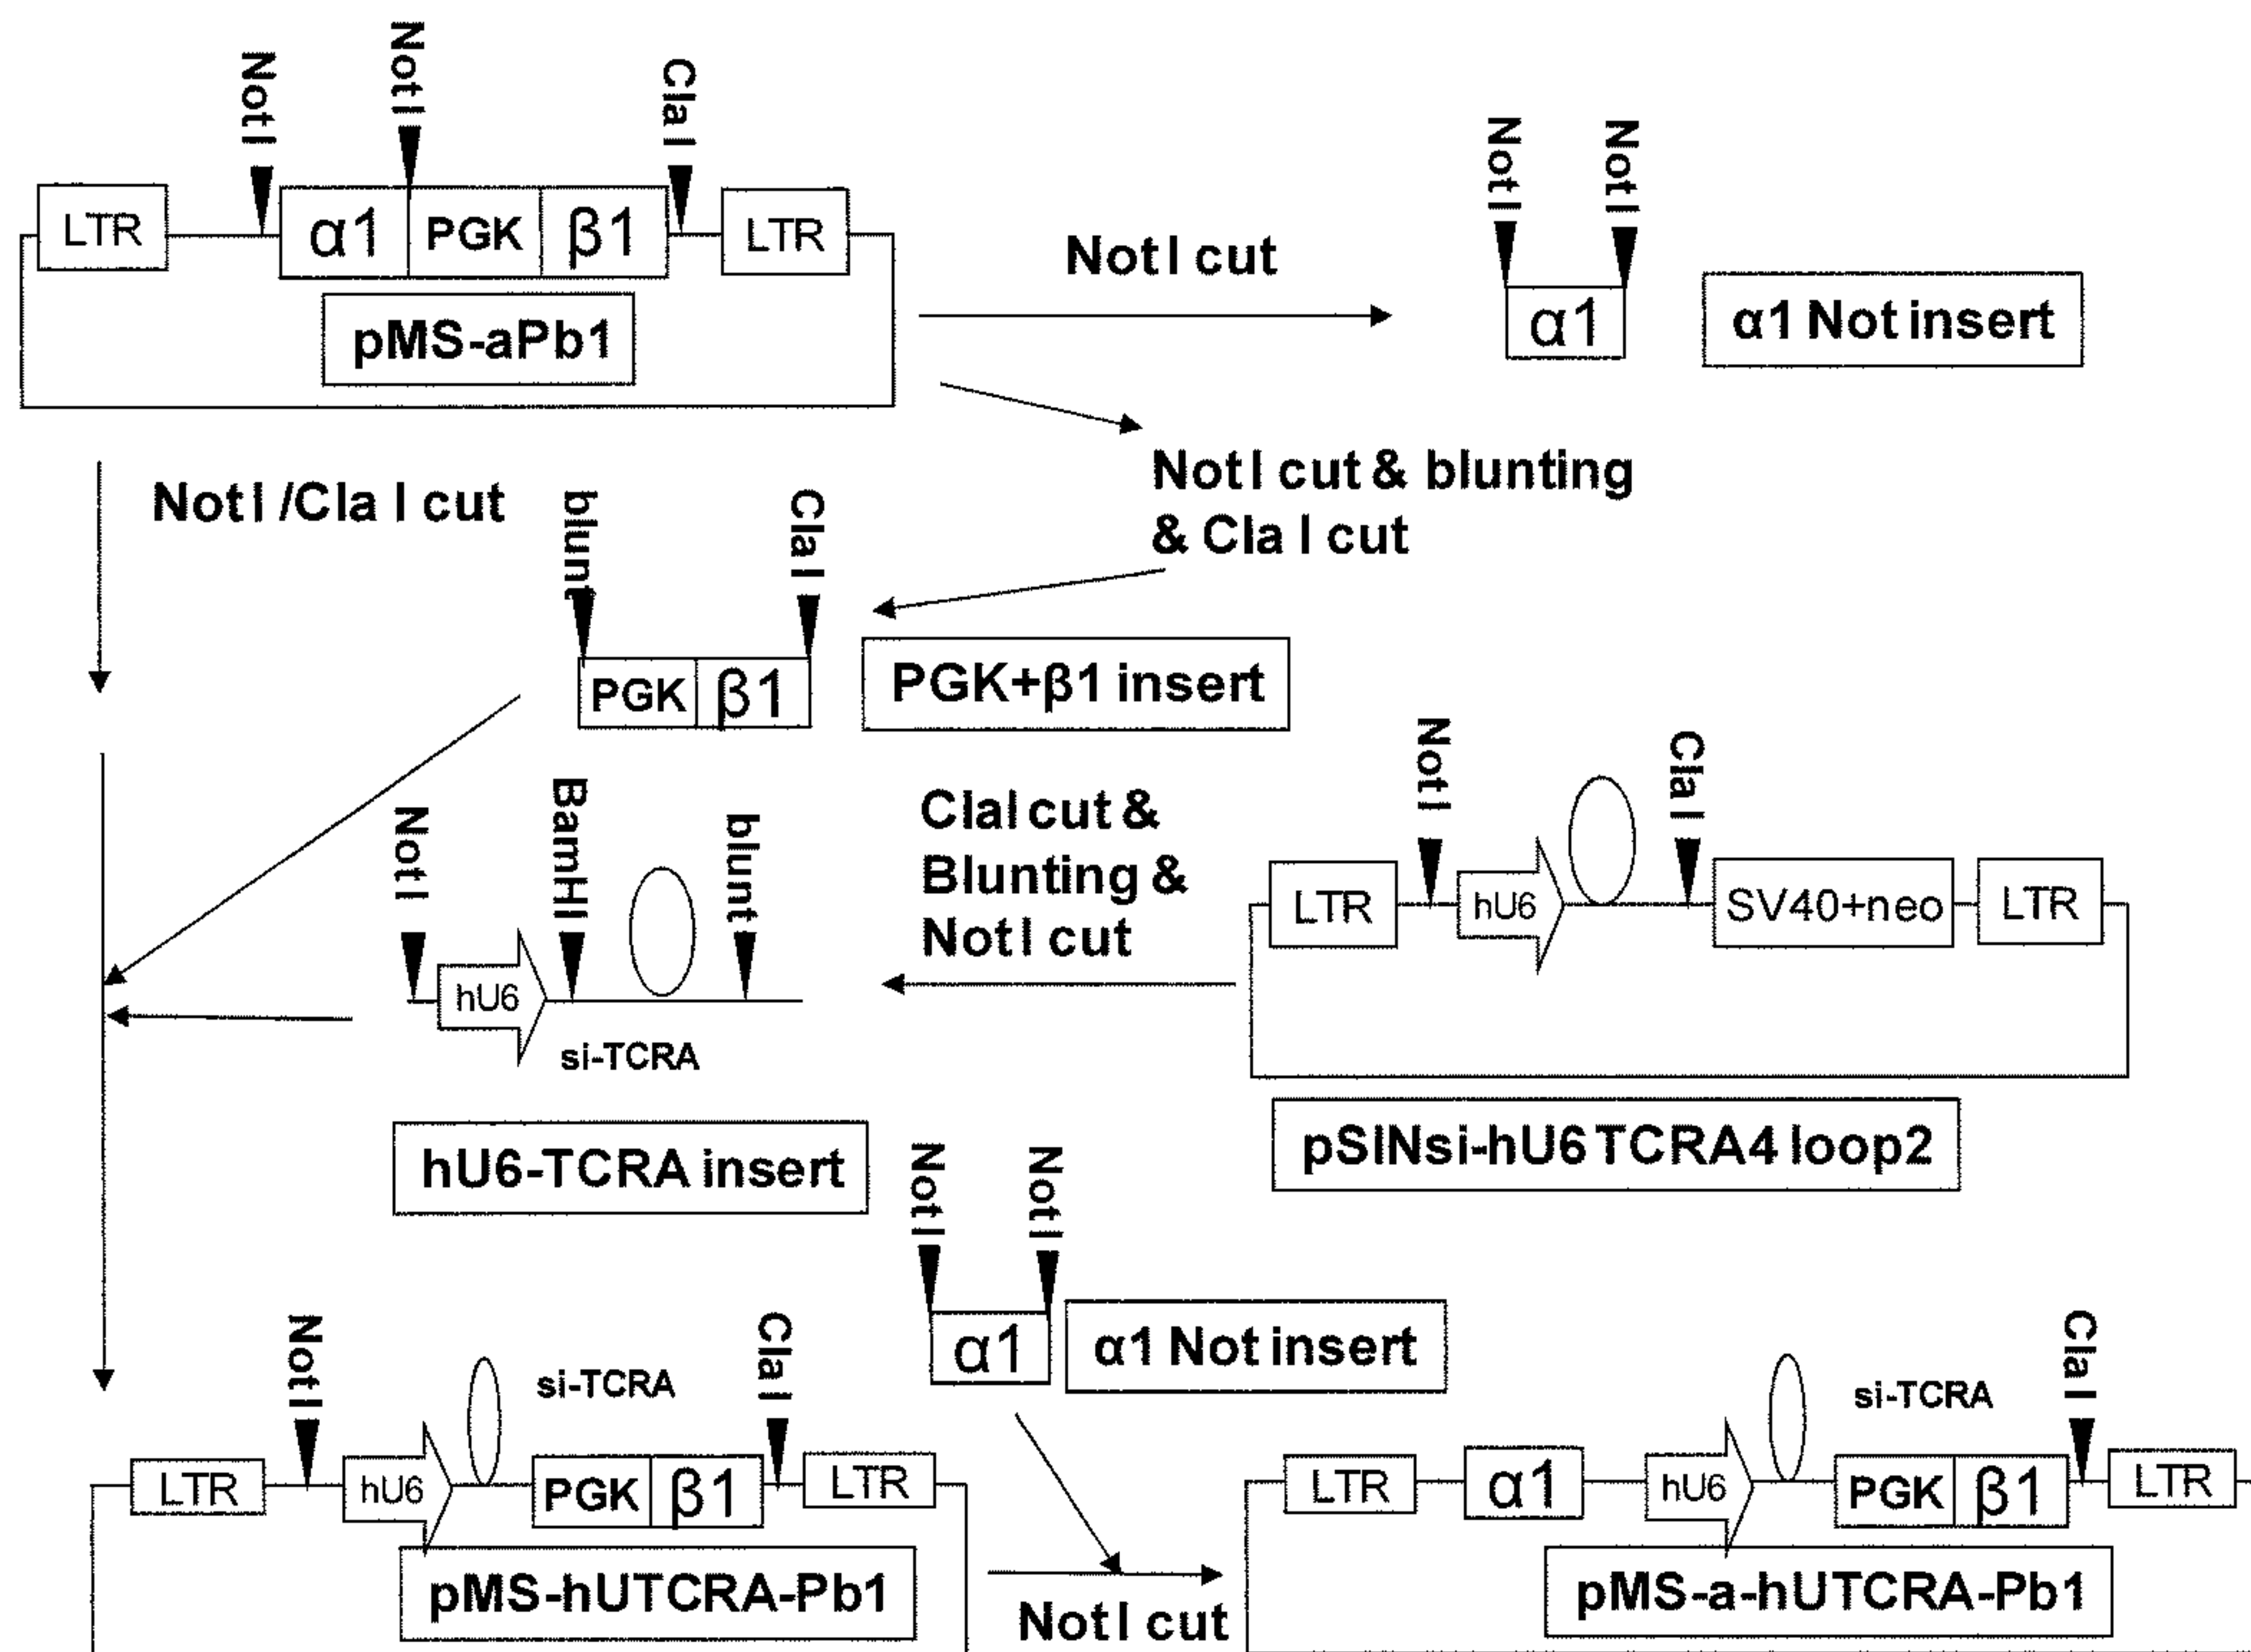 Not I
Not I
Cla I
LTR
α1
PGK
β1
LTR
pMS-aPb1
Not I cut
Not I
Not I
α1
α1 Not insert
Not I /Cla I cut
Not I cut & blunting
& Cla I cut
blunt
Cla I
PGK
β1
PGK+β1 insert
Not I
BamHI
blunt
hU6
si-TCRA
hU6-TCRA insert
ClaI cut &
Blunting &
Not I cut
Not I
Cla I
LTR
hU6
SV40+neo
LTR
pSINsi-hU6 TCRA4 loop2
Not I
Not I
α1
α1 Not insert
Not I
si-TCRA
Cla I
LTR
hU6
PGK
β1
LTR
pMS-hUTCRA-Pb1
Not I cut
si-TCRA
Cla I
LTR
α1
hU6
PGK
β1
LTR
pMS-a-hUTCRA-Pb1